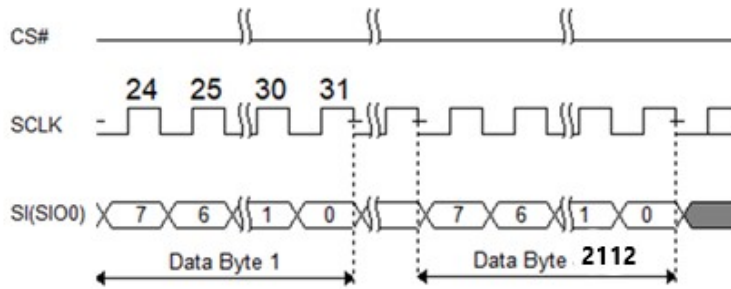 CS#
24 25 30 31
SCLK
SI(SIO0) 7 6 1 0 7 6 1 0
Data Byte 1 Data Byte 2112